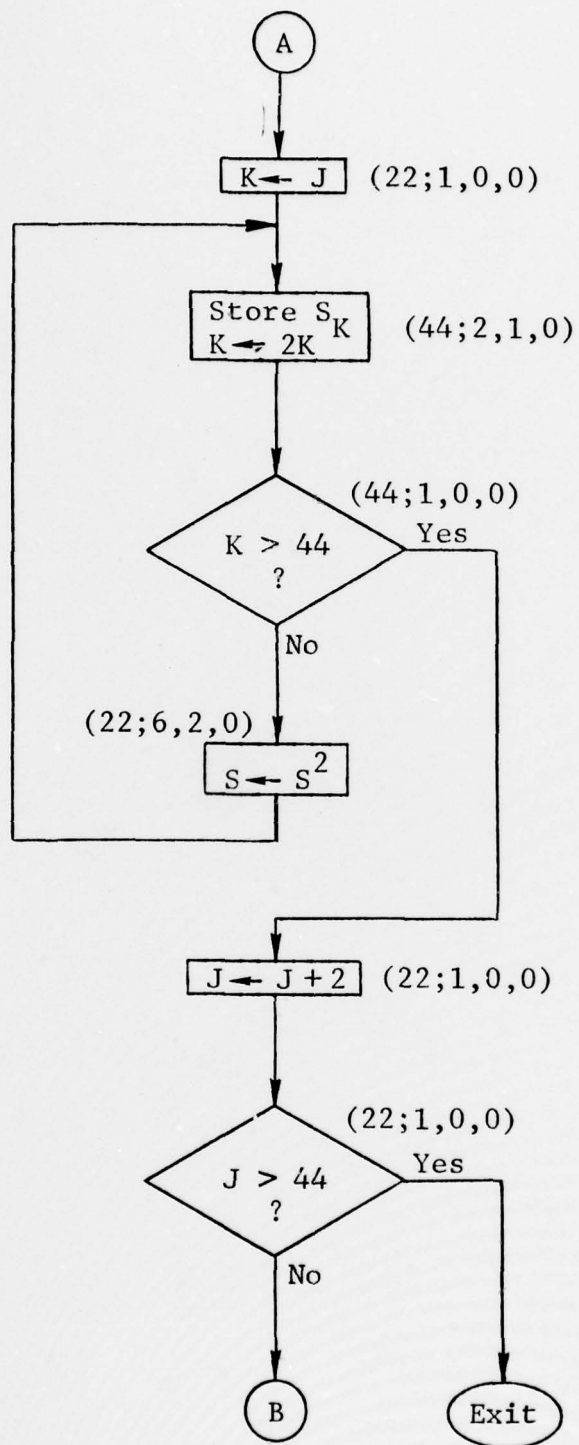 A
K ← J (22;1,0,0)
Store S_K
K ← 2K (44;2,1,0)
(44;1,0,0)
K > 44 Yes
?
No
(22;6,2,0)
S ← S²
J ← J + 2 (22;1,0,0)
(22;1,0,0)
J > 44 Yes
?
No
B Exit